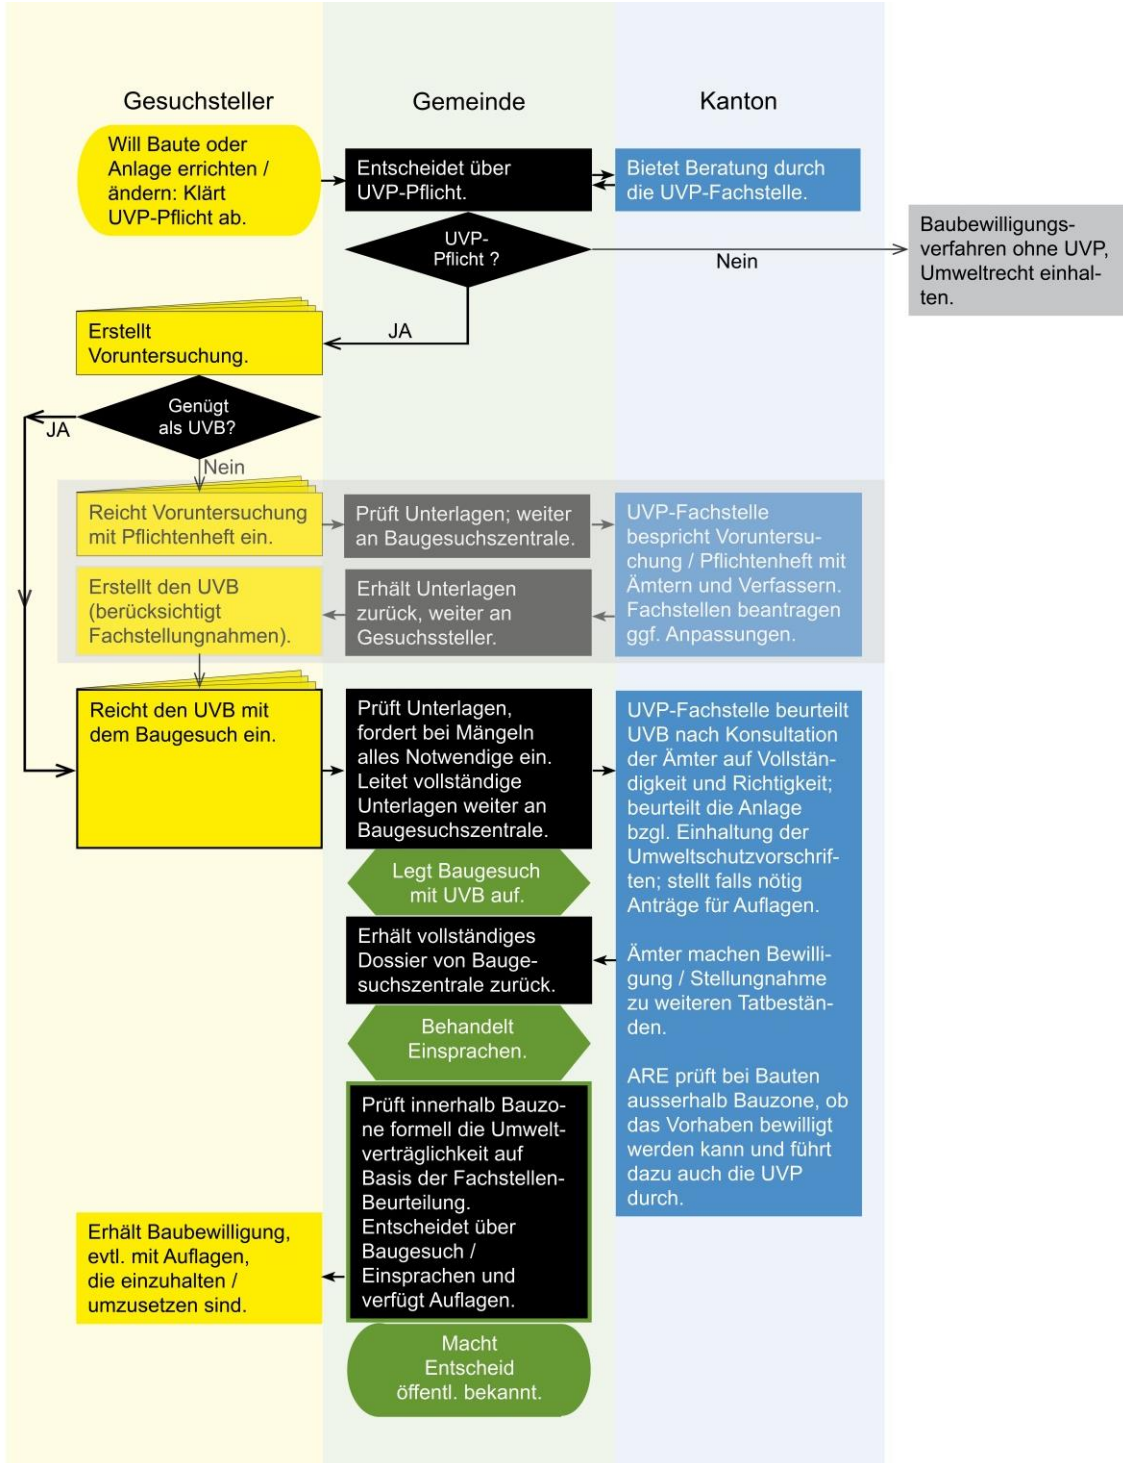 Gesuchsteller
Gemeinde
Kanton
Will Baute oder
Anlage errichten /
ändern: Klärt
UVP-Pflicht ab.
Entscheidet über
UVP-Pflicht.
Bietet Beratung durch
die UVP-Fachstelle.
UVP-
Pflicht ?
Nein
Baubewilligungs-
verfahren ohne UVP,
Umweltrecht einhal-
ten.
JA
Erstellt
Voruntersuchung.
Genügt
als UVB?
JA
Nein
Reicht Voruntersuchung
mit Pflichtenheft ein.
Prüft Unterlagen; weiter
an Baugesuchszentrale.
UVP-Fachstelle
bespricht Voruntersu-
chung / Pflichtenheft mit
Ämtern und Verfassern.
Fachstellen beantragen
ggf. Anpassungen.
Erstellt den UVB
(berücksichtigt
Fachstellungnahmen).
Erhält Unterlagen
zurück, weiter an
Gesuchssteller.
Reicht den UVB mit
dem Baugesuch ein.
Prüft Unterlagen,
fordert bei Mängeln
alles Notwendige ein.
Leitet vollständige
Unterlagen weiter an
Baugesuchszentrale.
UVP-Fachstelle beurteilt
UVB nach Konsultation
der Ämter auf Vollstän-
digkeit und Richtigkeit;
beurteilt die Anlage
bzgl. Einhaltung der
Umweltschutzvorschrif-
ten; stellt falls nötig
Anträge für Auflagen.
Ämter machen Bewilli-
gung / Stellungnahme
zu weiteren Tatbestän-
den.
ARE prüft bei Bauten
ausserhalb Bauzone, ob
das Vorhaben bewilligt
werden kann und führt
dazu auch die UVP
durch.
Legt Baugesuch
mit UVB auf.
Erhält vollständiges
Dossier von Bauge-
suchszentrale zurück.
Behandelt
Einsprachen.
Prüft innerhalb Bauzo-
ne formell die Umwelt-
verträglichkeit auf
Basis der Fachstellen-
Beurteilung.
Entscheidet über
Baugesuch /
Einsprachen und
verfügt Auflagen.
Erhält Baubewilligung,
evtl. mit Auflagen,
die einzuhalten /
umzusetzen sind.
Macht
Entscheid
öffentl. bekannt.